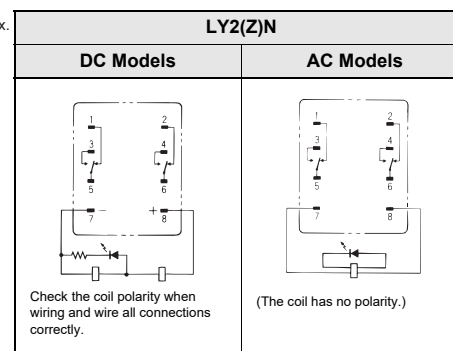 x.
LY2(Z)N
DC Models
AC Models
1 2
3 4
5 6
7 − + 8
1 2
3 4
5 6
7 8
Check the coil polarity when
wiring and wire all connections
correctly.
(The coil has no polarity.)